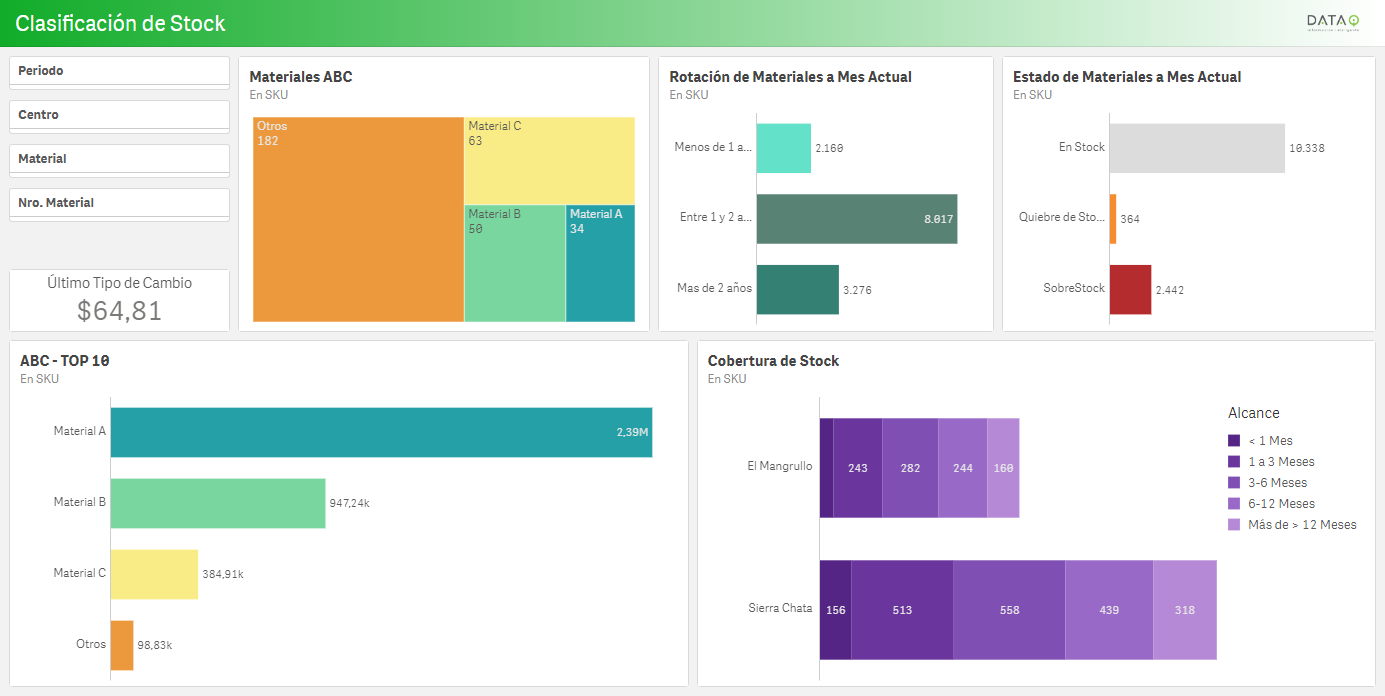 Clasificación de Stock
DATA
Periodo
Centro
Material
Nro. Material
Último Tipo de Cambio
$64,81
Materiales ABC
En SKU
Otros
182
Material C
63
Material B
50
Material A
34
Rotación de Materiales a Mes Actual
En SKU
Menos de 1 a...
2.160
Entre 1 y 2 a...
8.017
Mas de 2 años
3.276
Estado de Materiales a Mes Actual
En SKU
En Stock
10.338
Quiebre de Sto...
364
SobreStock
2.442
ABC - TOP 10
En SKU
Material A
2,39M
Material B
947,24k
Material C
384,91k
Otros
98,83k
Cobertura de Stock
En SKU
El Mangrullo
243
282
244
160
Sierra Chata
156
513
558
439
318
Alcance
< 1 Mes
1 a 3 Meses
3-6 Meses
6-12 Meses
Más de > 12 Meses